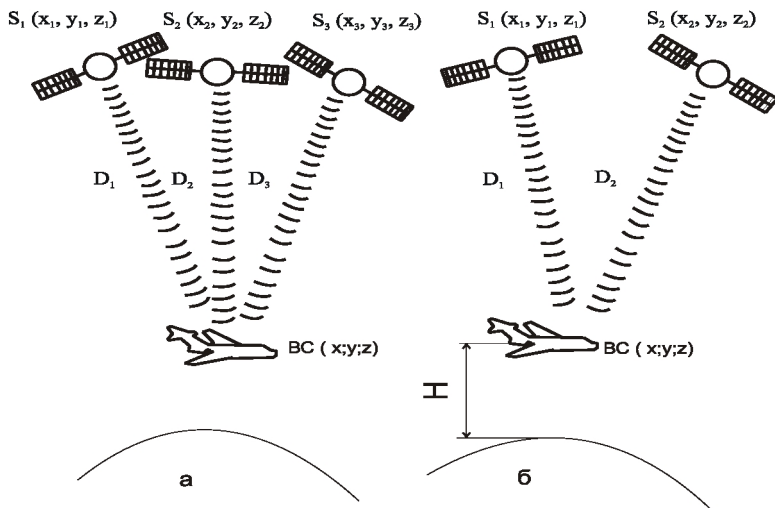 S₁ (x₁, y₁, z₁) S₂ (x₂, y₂, z₂) S₃ (x₃, y₃, z₃)
D₁ D₂ D₃
ВС ( x;y;z)
а
S₁ (x₁, y₁, z₁) S₂ (x₂, y₂, z₂)
D₁ D₂
ВС ( x;y;z)
H
б